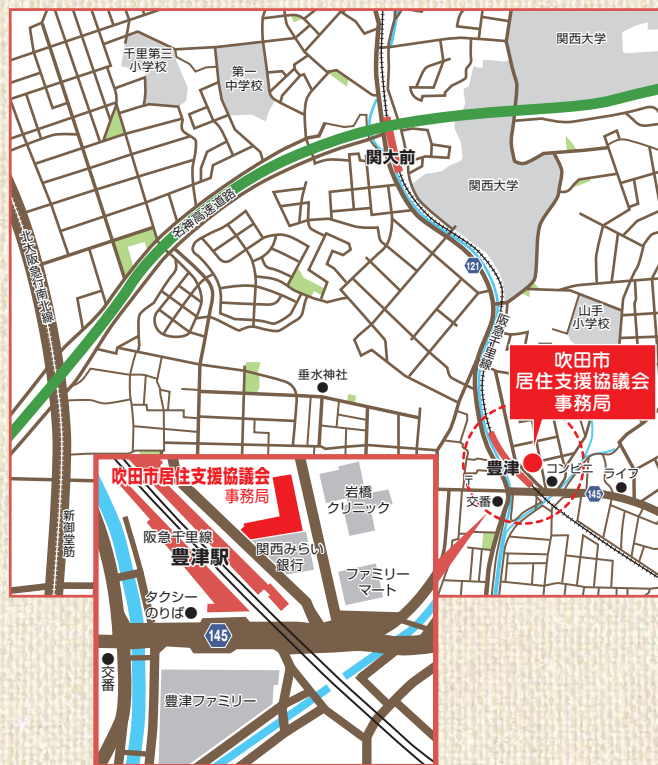 関西大学
千里第三
小学校
第一
中学校
関大前
関西大学
名神高速道路
北大阪急行南北線
121
阪急千里線
山手
小学校
吹田市
居住支援協議会
事務局
垂水神社
豊津
コンビニ
ライフ
〒
交番
145
新御堂筋
吹田市居住支援協議会
事務局
岩橋
クリニック
阪急千里線
豊津駅
関西みらい
銀行
ファミリー
マート
タクシー
のりば
145
交番
豊津ファミリー